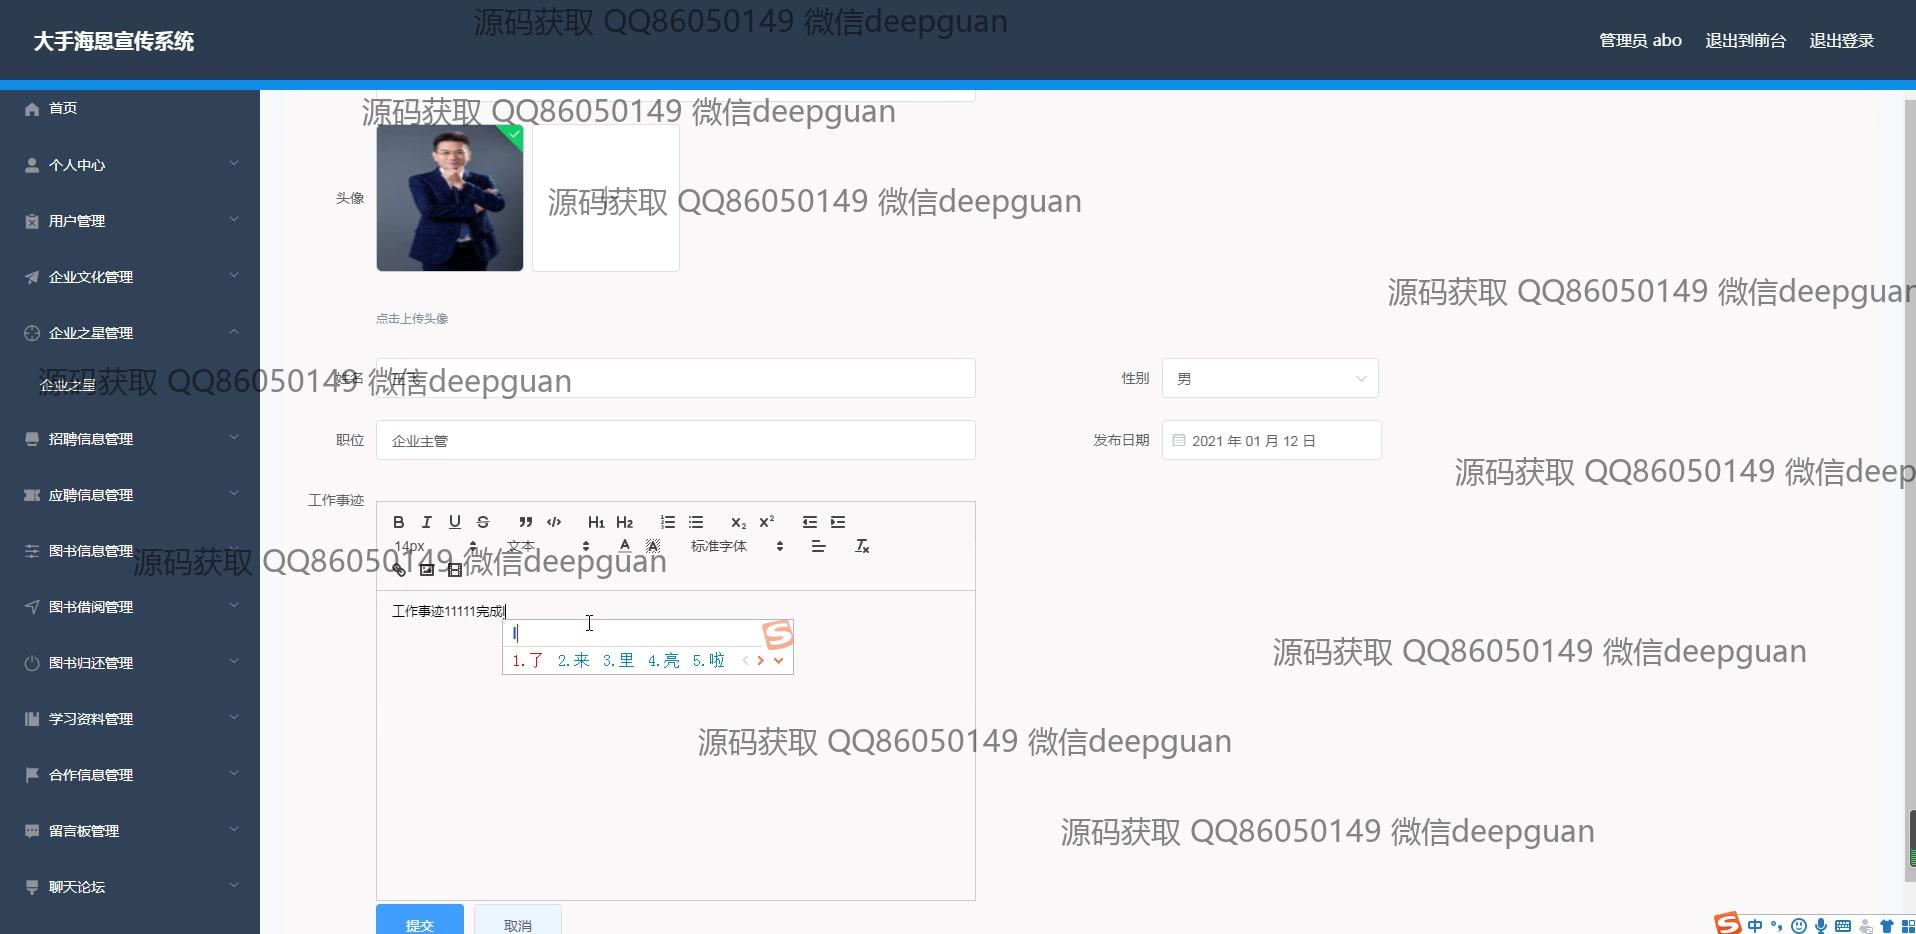 源码获取 QQ86050149 微信deepguan
大手海恩宣传系统
管理员 abo 退出到前台 退出登录
首页
源码获取 QQ86050149 微信deepguan
个人中心
头像
源码获取 QQ86050149 微信deepguan
用户管理
企业文化管理
源码获取 QQ86050149 微信deepguan
点击上传头像
企业之星管理
企业之星
源码获取 QQ86050149 微信deepguan
姓名
性别 男
职位 企业主管
发布日期 2021 年 01 月 12 日
招聘信息管理
源码获取 QQ86050149 微信deep
应聘信息管理
工作事迹
B I U S H1 H2 X2 X2
14px 文本 A A 标准字体 Tx
图书信息管理
源码获取 QQ86050149 微信deepguan
图书借阅管理
工作事迹11111完成l
l
1.了 2.来 3.里 4.亮 5.啦
源码获取 QQ86050149 微信deepguan
图书归还管理
学习资料管理
源码获取 QQ86050149 微信deepguan
合作信息管理
留言板管理
源码获取 QQ86050149 微信deepguan
聊天论坛
提交 取消
中